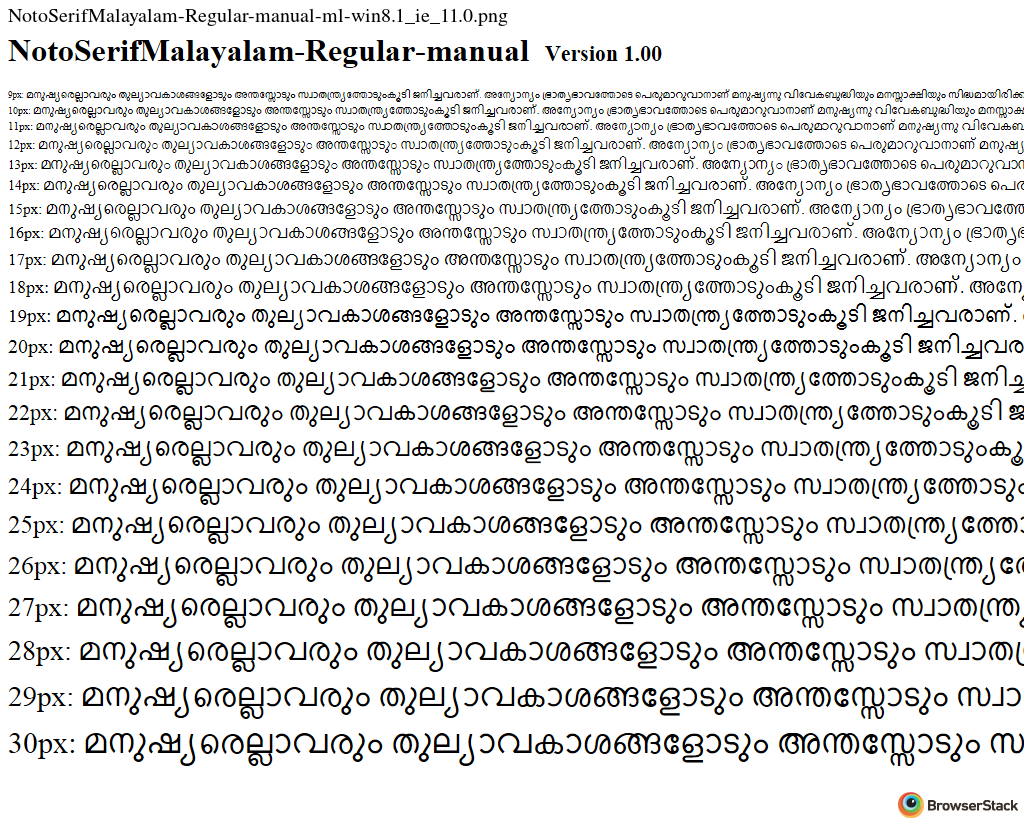 NotoSerifMalayalam-Regular-manual-ml-win8.1_ie_11.0.png
NotoSerifMalayalam-Regular-manual Version 1.00
9px: മനുഷ്യരെല്ലാവരും തുല്യാവകാശങ്ങളോടും അന്തസ്സോടും സ്വാതന്ത്ര്യത്തോടുംകൂടി ജനിച്ചവരാണ്. അന്യോന്യം ഭ്രാതൃഭാവത്തോടെ പെരുമാറുവാനാണ് മനുഷ്യന്നു വിവേകബുദ്ധിയും മനസ്സാക്ഷിയും സിദ്ധമായിരിക്ക
10px: മനുഷ്യരെല്ലാവരും തുല്യാവകാശങ്ങളോടും അന്തസ്സോടും സ്വാതന്ത്ര്യത്തോടുംകൂടി ജനിച്ചവരാണ്. അന്യോന്യം ഭ്രാതൃഭാവത്തോടെ പെരുമാറുവാനാണ് മനുഷ്യന്നു വിവേകബുദ്ധിയും മനസ്സാക്
11px: മനുഷ്യരെല്ലാവരും തുല്യാവകാശങ്ങളോടും അന്തസ്സോടും സ്വാതന്ത്ര്യത്തോടുംകൂടി ജനിച്ചവരാണ്. അന്യോന്യം ഭ്രാതൃഭാവത്തോടെ പെരുമാറുവാനാണ് മനുഷ്യന്നു വിവേകബ
12px: മനുഷ്യരെല്ലാവരും തുല്യാവകാശങ്ങളോടും അന്തസ്സോടും സ്വാതന്ത്ര്യത്തോടുംകൂടി ജനിച്ചവരാണ്. അന്യോന്യം ഭ്രാതൃഭാവത്തോടെ പെരുമാറുവാനാണ് മനുഷ്യ
13px: മനുഷ്യരെല്ലാവരും തുല്യാവകാശങ്ങളോടും അന്തസ്സോടും സ്വാതന്ത്ര്യത്തോടുംകൂടി ജനിച്ചവരാണ്. അന്യോന്യം ഭ്രാതൃഭാവത്തോടെ പെരുമാറുവാന
14px: മനുഷ്യരെല്ലാവരും തുല്യാവകാശങ്ങളോടും അന്തസ്സോടും സ്വാതന്ത്ര്യത്തോടുംകൂടി ജനിച്ചവരാണ്. അന്യോന്യം ഭ്രാതൃഭാവത്തോടെ പെര
15px: മനുഷ്യരെല്ലാവരും തുല്യാവകാശങ്ങളോടും അന്തസ്സോടും സ്വാതന്ത്ര്യത്തോടുംകൂടി ജനിച്ചവരാണ്. അന്യോന്യം ഭ്രാതൃഭാവത്തേ
16px: മനുഷ്യരെല്ലാവരും തുല്യാവകാശങ്ങളോടും അന്തസ്സോടും സ്വാതന്ത്ര്യത്തോടുംകൂടി ജനിച്ചവരാണ്. അന്യോന്യം ഭ്രാതൃഭ
17px: മനുഷ്യരെല്ലാവരും തുല്യാവകാശങ്ങളോടും അന്തസ്സോടും സ്വാതന്ത്ര്യത്തോടുംകൂടി ജനിച്ചവരാണ്. അന്യോന്യം
18px: മനുഷ്യരെല്ലാവരും തുല്യാവകാശങ്ങളോടും അന്തസ്സോടും സ്വാതന്ത്ര്യത്തോടുംകൂടി ജനിച്ചവരാണ്. അന്യേ
19px: മനുഷ്യരെല്ലാവരും തുല്യാവകാശങ്ങളോടും അന്തസ്സോടും സ്വാതന്ത്ര്യത്തോടുംകൂടി ജനിച്ചവരാണ്.
20px: മനുഷ്യരെല്ലാവരും തുല്യാവകാശങ്ങളോടും അന്തസ്സോടും സ്വാതന്ത്ര്യത്തോടുംകൂടി ജനിച്ചവര
21px: മനുഷ്യരെല്ലാവരും തുല്യാവകാശങ്ങളോടും അന്തസ്സോടും സ്വാതന്ത്ര്യത്തോടുംകൂടി ജനിച്ച
22px: മനുഷ്യരെല്ലാവരും തുല്യാവകാശങ്ങളോടും അന്തസ്സോടും സ്വാതന്ത്ര്യത്തോടുംകൂടി ജ
23px: മനുഷ്യരെല്ലാവരും തുല്യാവകാശങ്ങളോടും അന്തസ്സോടും സ്വാതന്ത്ര്യത്തോടുംകൂ
24px: മനുഷ്യരെല്ലാവരും തുല്യാവകാശങ്ങളോടും അന്തസ്സോടും സ്വാതന്ത്ര്യത്തോടും
25px: മനുഷ്യരെല്ലാവരും തുല്യാവകാശങ്ങളോടും അന്തസ്സോടും സ്വാതന്ത്ര്യത്തോ
26px: മനുഷ്യരെല്ലാവരും തുല്യാവകാശങ്ങളോടും അന്തസ്സോടും സ്വാതന്ത്ര്യത്തേ
27px: മനുഷ്യരെല്ലാവരും തുല്യാവകാശങ്ങളോടും അന്തസ്സോടും സ്വാതന്ത്ര്യ
28px: മനുഷ്യരെല്ലാവരും തുല്യാവകാശങ്ങളോടും അന്തസ്സോടും സ്വാത
29px: മനുഷ്യരെല്ലാവരും തുല്യാവകാശങ്ങളോടും അന്തസ്സോടും സ്വാ
30px: മനുഷ്യരെല്ലാവരും തുല്യാവകാശങ്ങളോടും അന്തസ്സോടും സ
BrowserStack